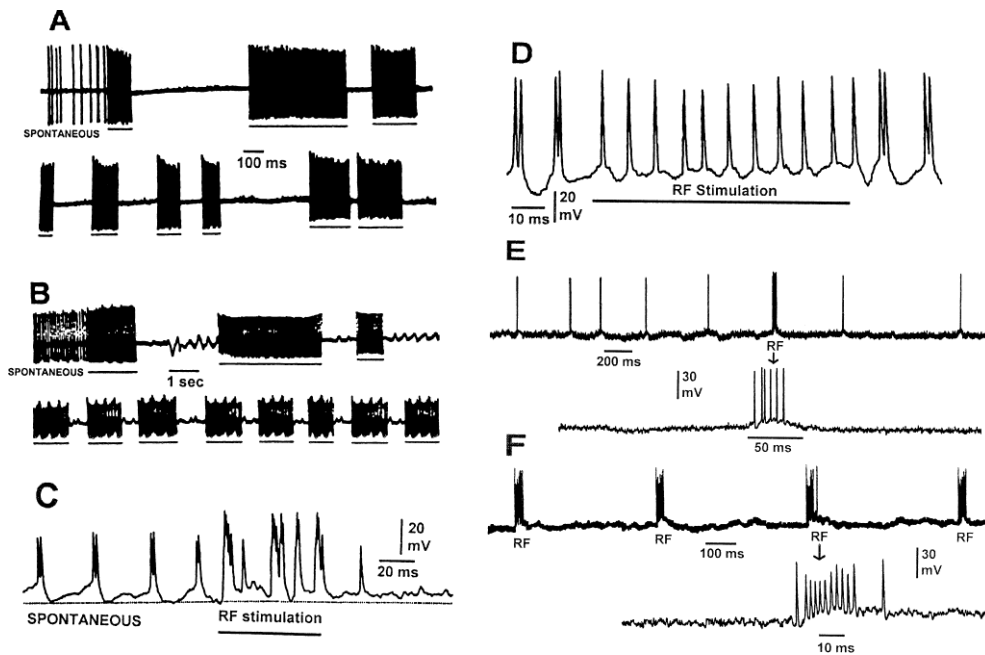 A
SPONTANEOUS
100 ms
B
SPONTANEOUS
1 sec
C
20
mV
20 ms
SPONTANEOUS
RF stimulation
D
RF Stimulation
10 ms
20
mV
E
200 ms
RF
30
mV
50 ms
F
RF
RF
RF
RF
100 ms
30
mV
10 ms